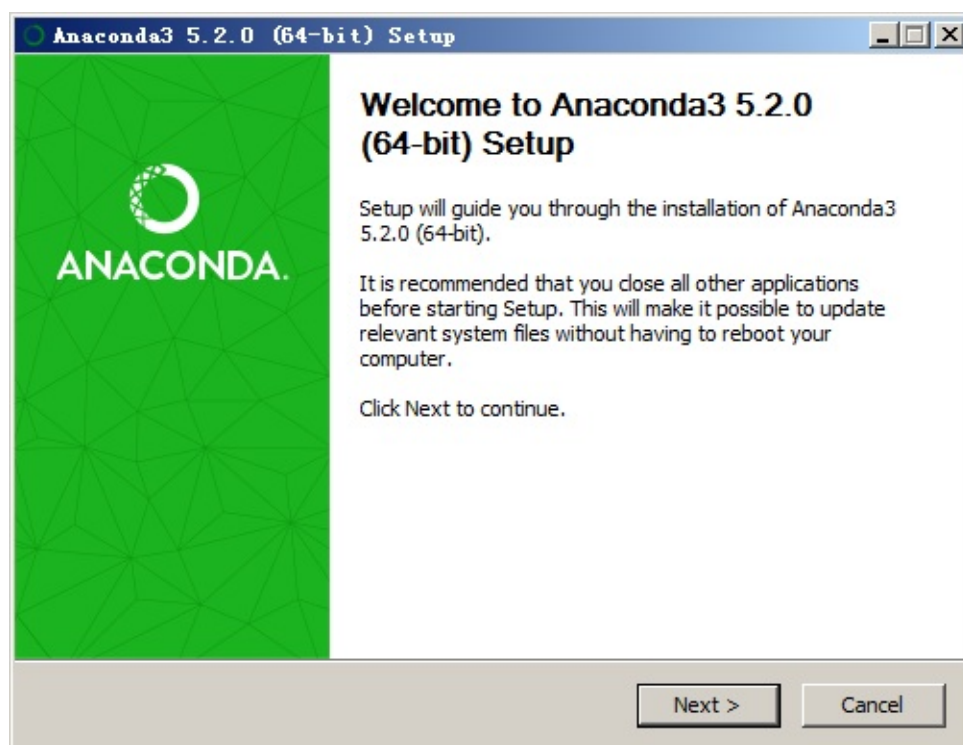 Anaconda3 5.2.0 (64-bit) Setup
ANACONDA.
Welcome to Anaconda3 5.2.0
(64-bit) Setup
Setup will guide you through the installation of Anaconda3
5.2.0 (64-bit).
It is recommended that you close all other applications
before starting Setup. This will make it possible to update
relevant system files without having to reboot your
computer.
Click Next to continue.
Next >
Cancel